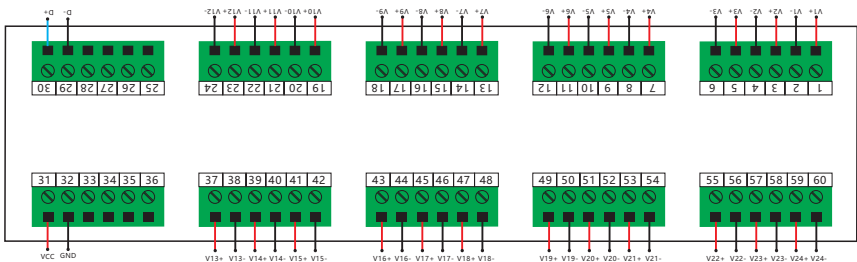 D+ D- V12- V12+ V11- V11+ V10- V10+ V9- V9+ V8- V8+ V7- V7+ V6- V6+ V5- V5+ V4- V4+ V3- V3+ V2- V2+ V1- V1+
30 29 28 27 26 25 24 23 22 21 20 19 18 17 16 15 14 13 12 11 10 9 8 7 6 5 4 3 2 1
31 32 33 34 35 36 37 38 39 40 41 42 43 44 45 46 47 48 49 50 51 52 53 54 55 56 57 58 59 60
VCC GND V13+ V13- V14+ V14- V15+ V15- V16+ V16- V17+ V17- V18+ V18- V19+ V19- V20+ V20- V21+ V21- V22+ V22- V23+ V23- V24+ V24-